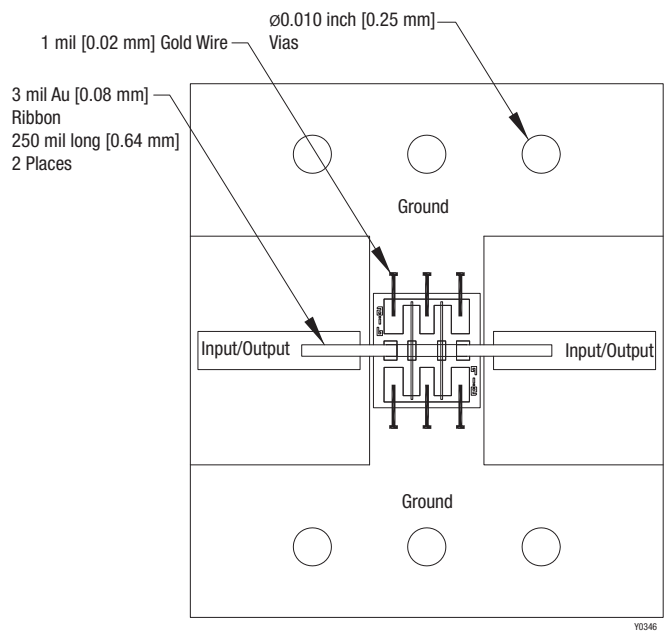 Ø0.010 inch [0.25 mm]
Vias
1 mil [0.02 mm] Gold Wire
3 mil Au [0.08 mm]
Ribbon
250 mil long [0.64 mm]
2 Places
Ground
Input/Output
Input/Output
Ground
Y0346